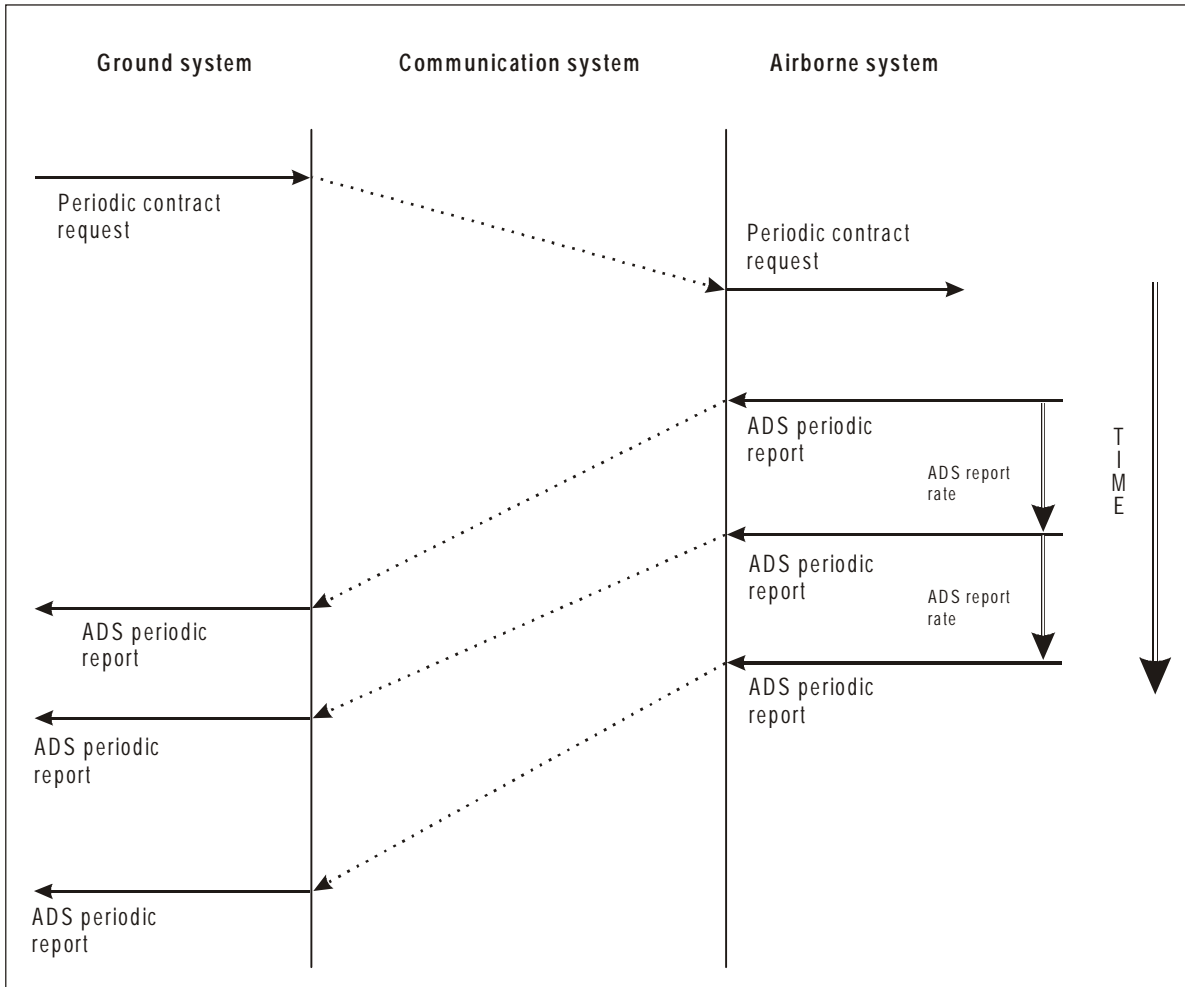 Ground system
Communication system
Airborne system
Periodic contract
request
Periodic contract
request
ADS periodic
report
ADS report
rate
T
I
M
E
ADS periodic
report
ADS report
rate
ADS periodic
report
ADS periodic
report
ADS periodic
report
ADS periodic
report